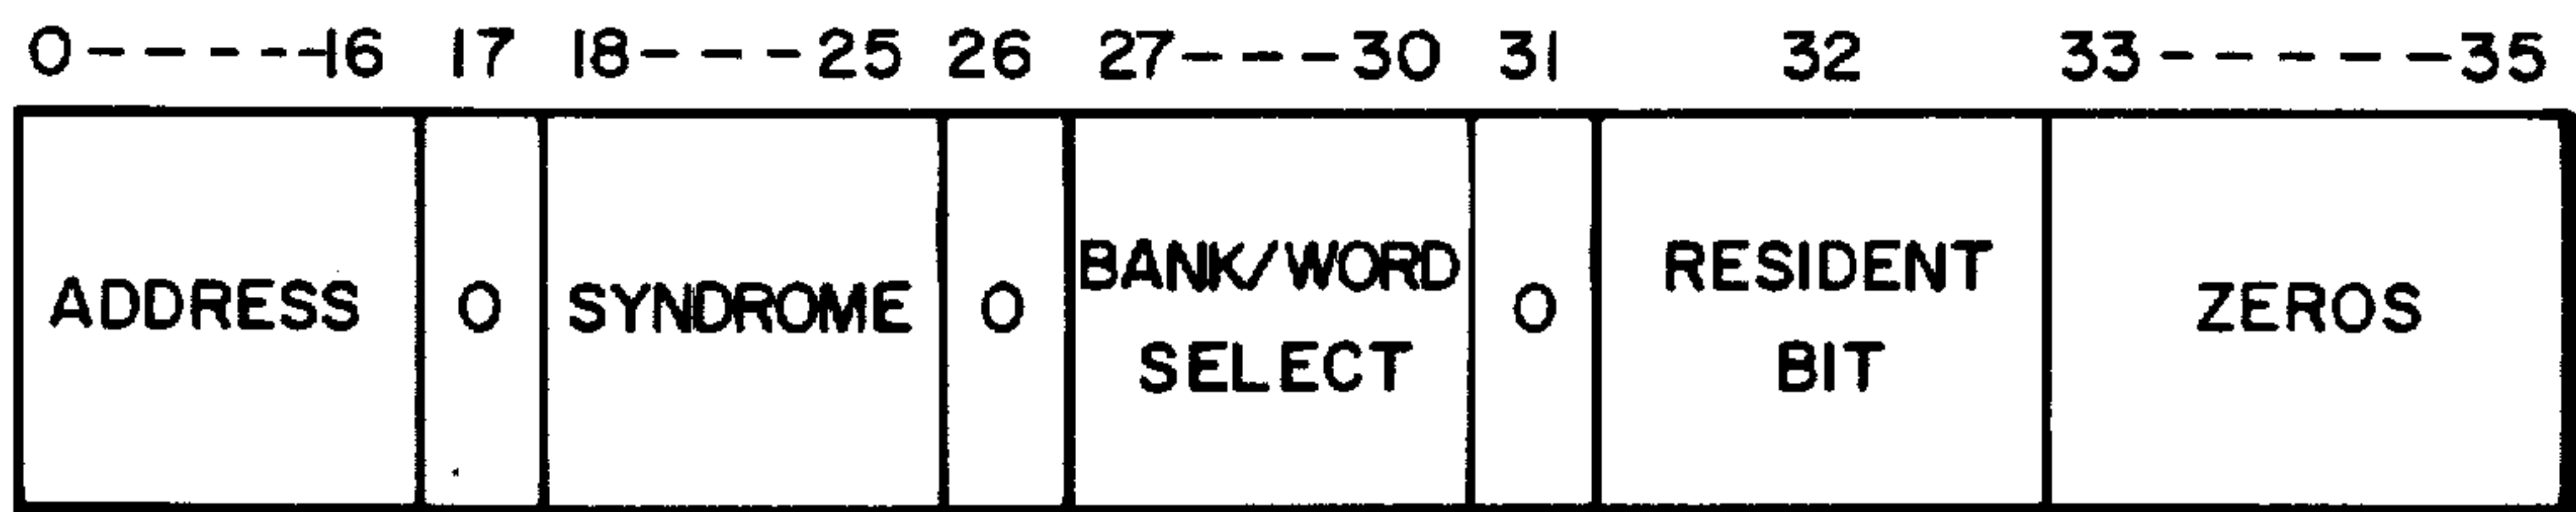 0-----16 17 18---25 26 27---30 31 32 33-----35
ADDRESS
0
SYNDROME
0
BANK/WORD
SELECT
0
RESIDENT
BIT
ZEROS